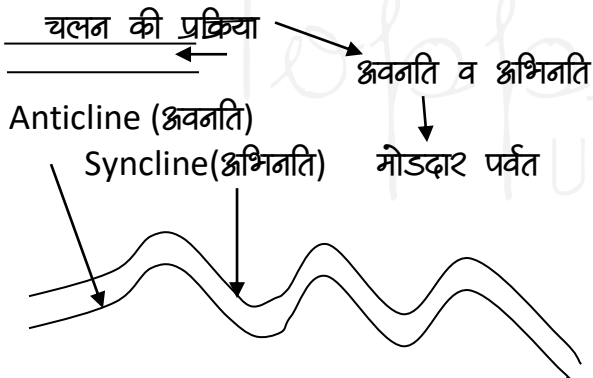 चलन की प्रक्रिया
अवनति व अभिनति
Anticline (अवनति)
Syncline(अभिनति) मोडदार पर्वत